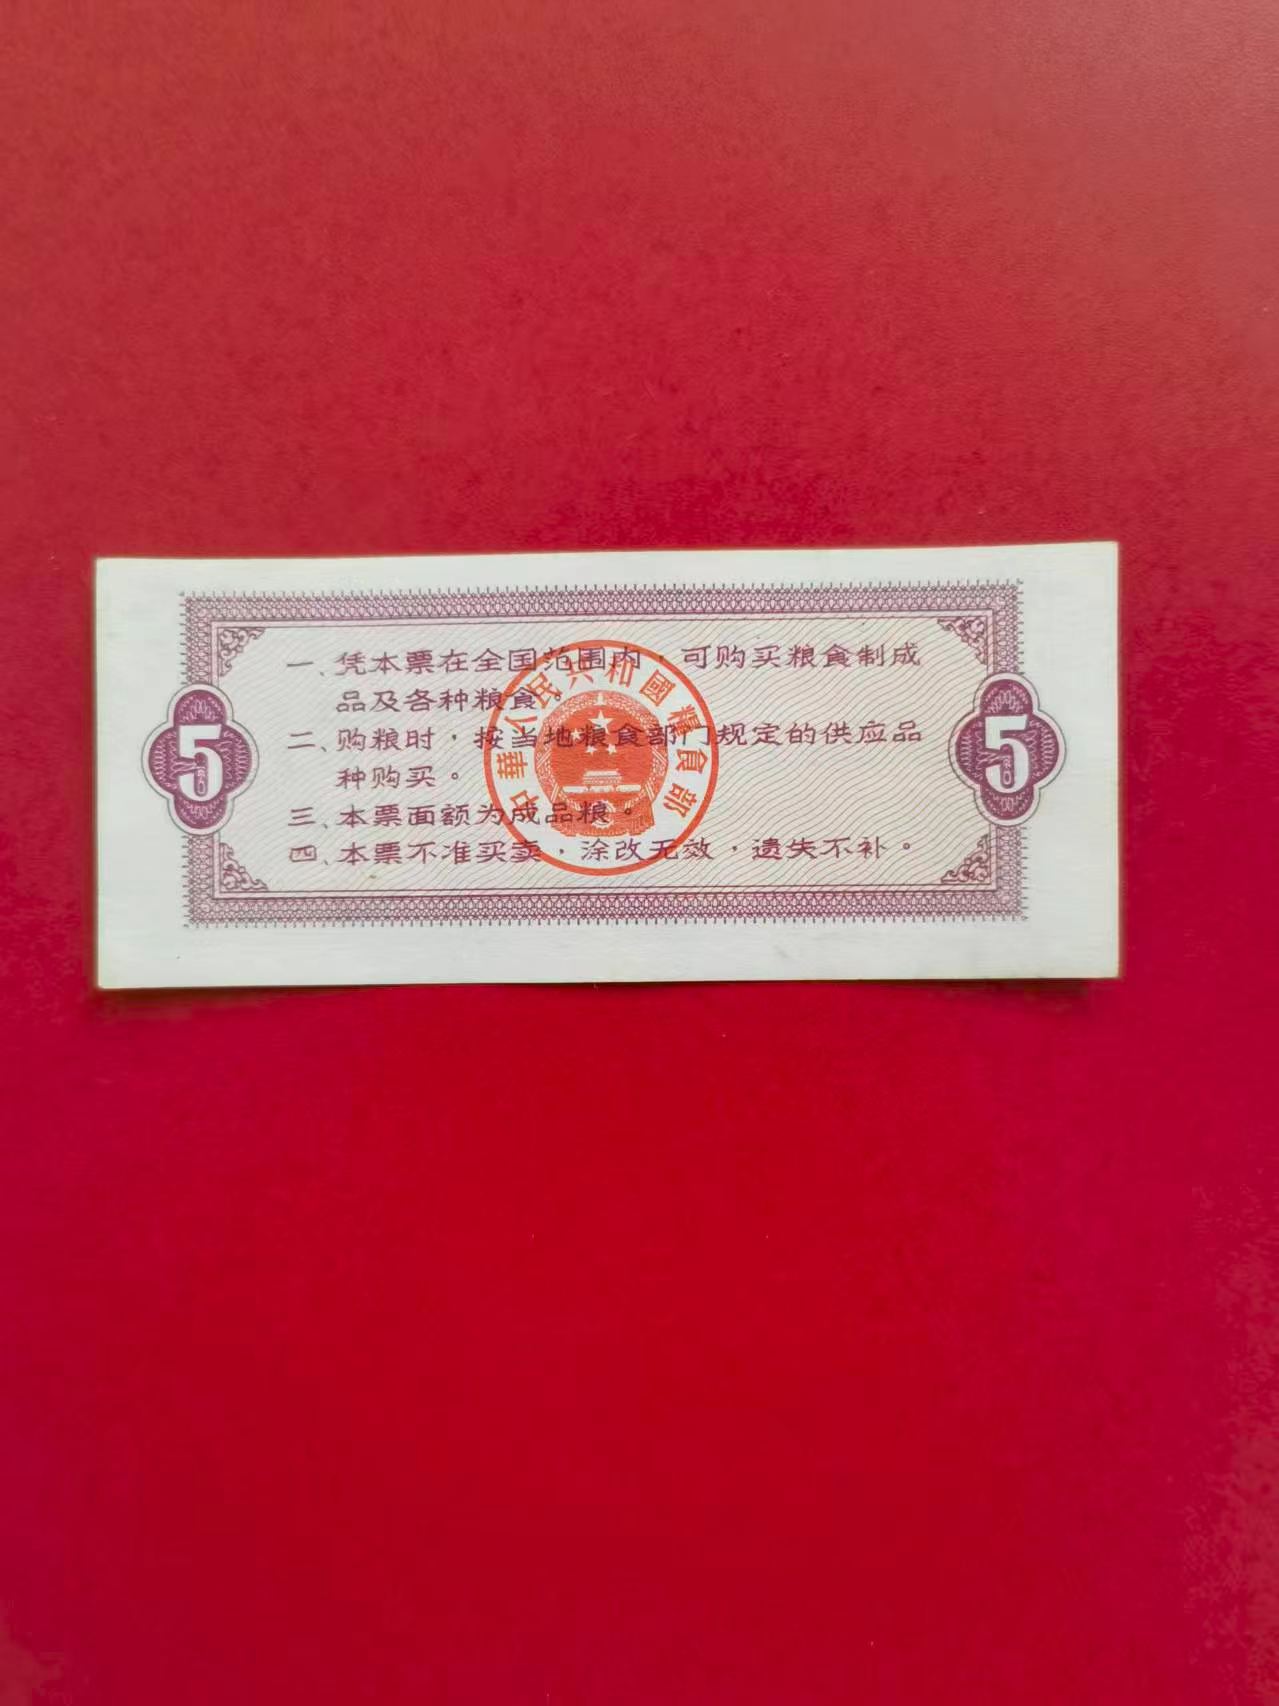 一、凭本票在全国范围内，可购买粮食制成
品及各种粮食。
二、购粮时，按当地粮食部门规定的供应品
种购买。
三、本票面额为成品粮。
四、本票不准买卖，涂改无效，遗失不补。
5
5
中華人民共和國粮食部